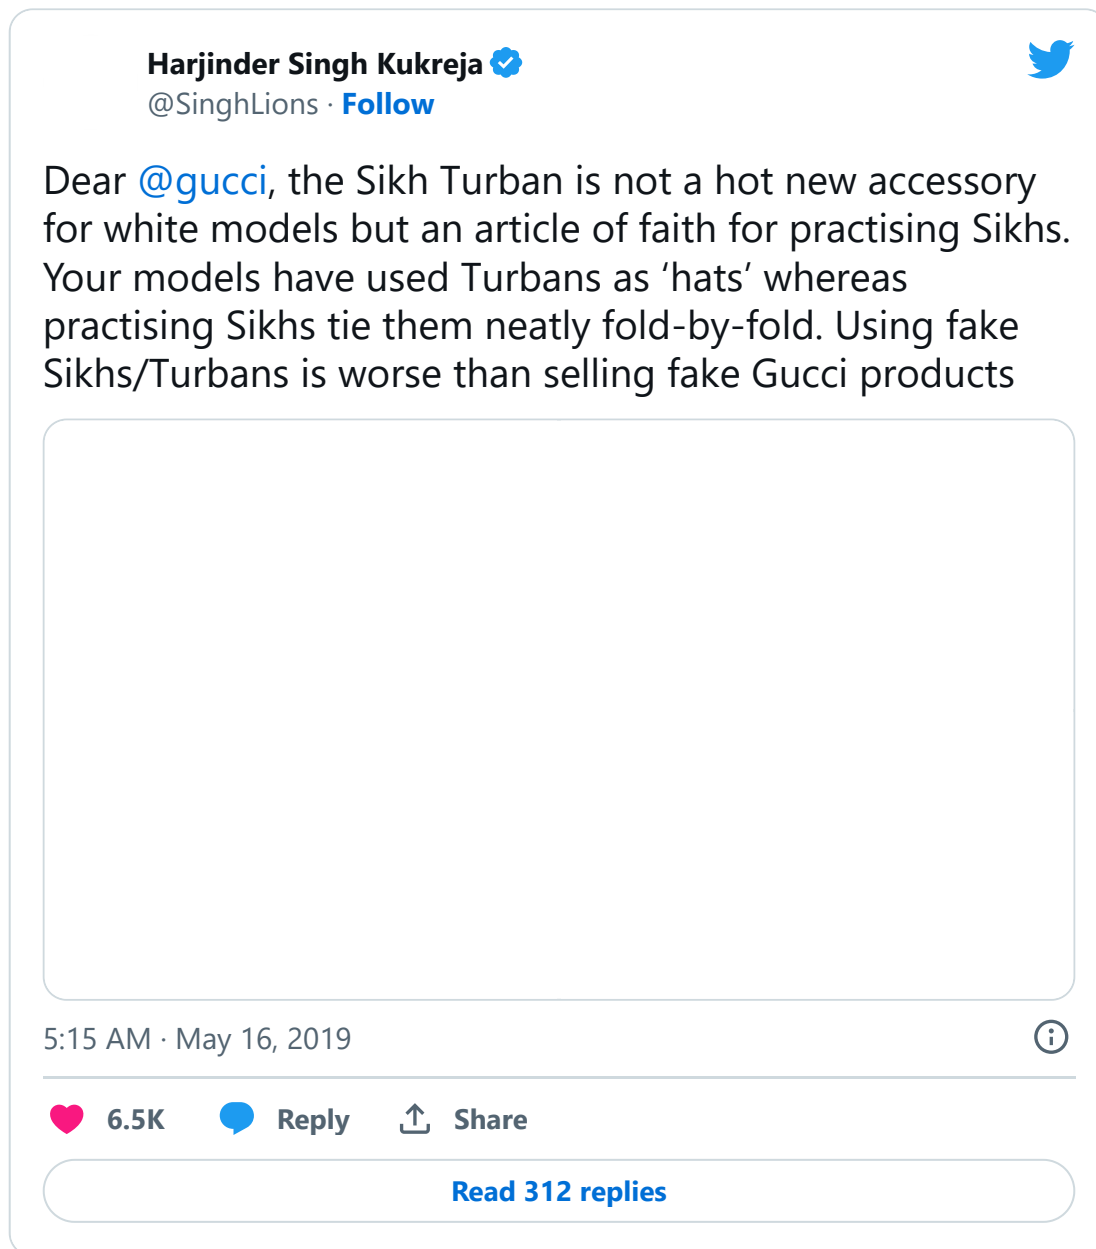 Harjinder Singh Kukreja
@SinghLions · Follow
Dear @gucci, the Sikh Turban is not a hot new accessory
for white models but an article of faith for practising Sikhs.
Your models have used Turbans as ‘hats’ whereas
practising Sikhs tie them neatly fold-by-fold. Using fake
Sikhs/Turbans is worse than selling fake Gucci products
5:15 AM · May 16, 2019
6.5K Reply Share
Read 312 replies